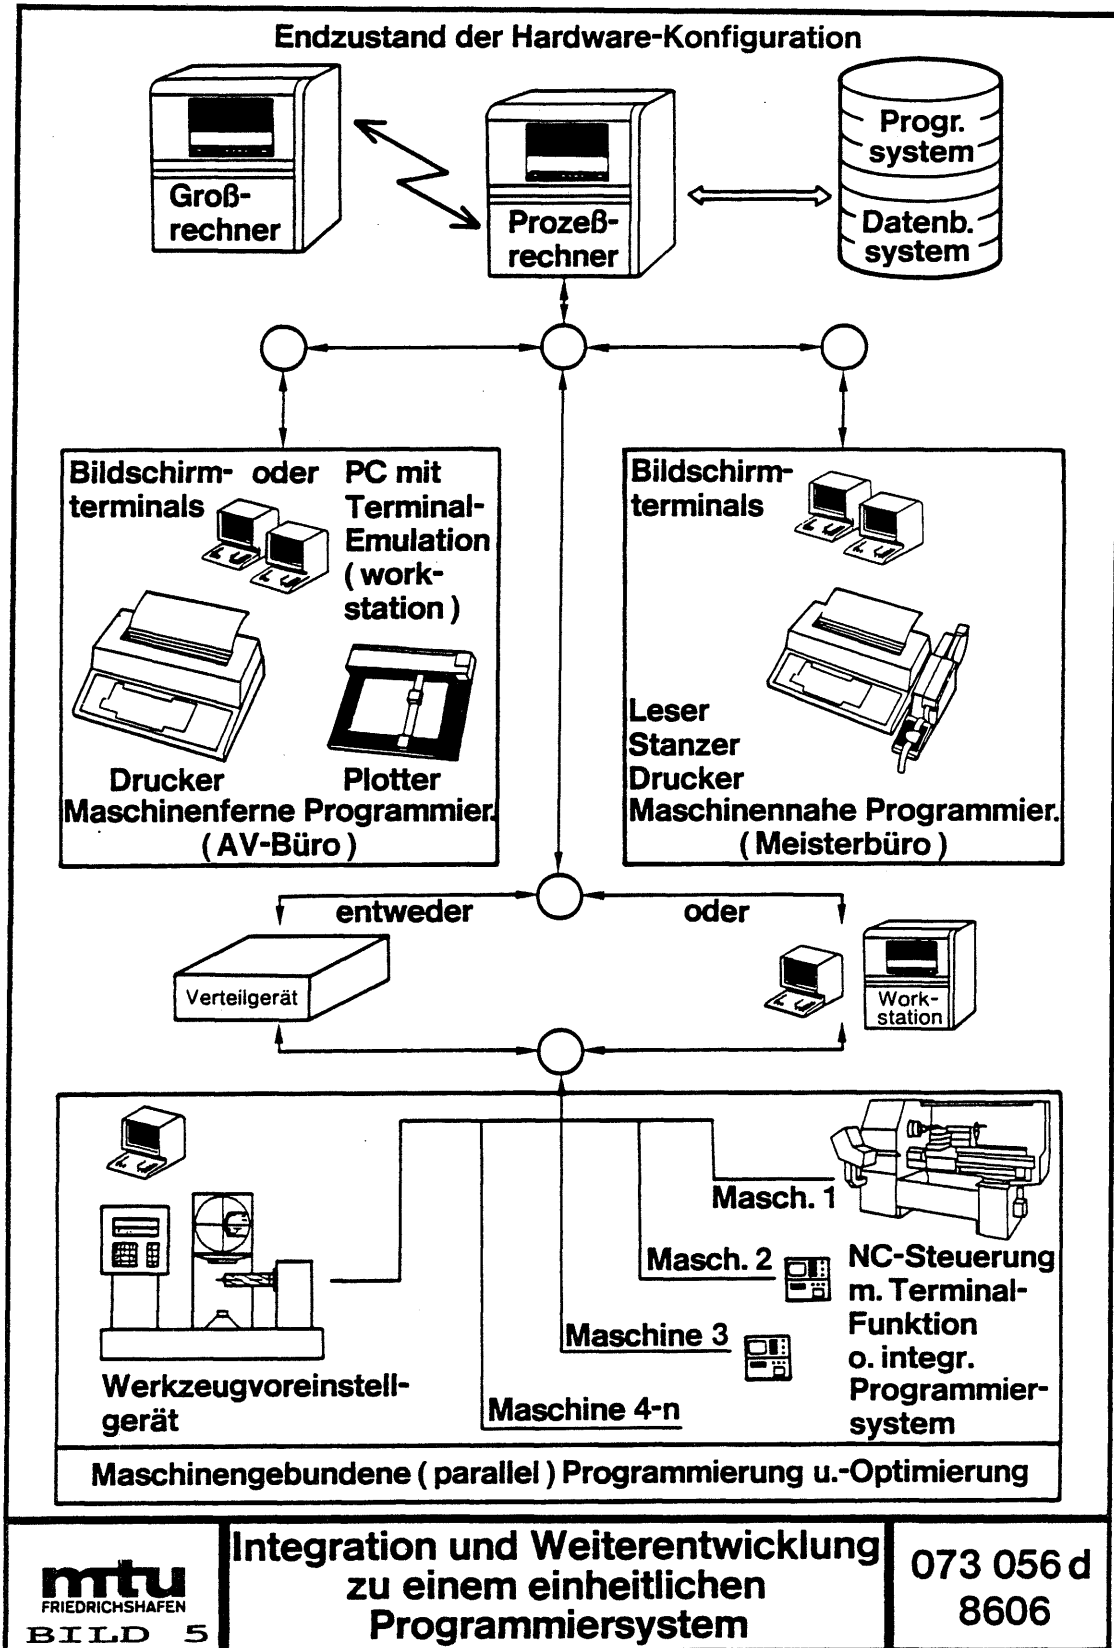 Endzustand der Hardware-Konfiguration
Groß-
rechner
Prozeß-
rechner
Progr.
system
Datenb.
system
Bildschirm-
terminals
oder
PC mit
Terminal-
Emulation
(work-
station)
Drucker
Plotter
Maschinenferne Programmier.
(AV-Büro)
Bildschirm-
terminals
Leser
Stanzer
Drucker
Maschinennahe Programmier.
(Meisterbüro)
entweder
oder
Verteilgerät
Work-
station
Masch. 1
Masch. 2
Maschine 3
Maschine 4-n
Werkzeugvoreinstell-
gerät
NC-Steuerung
m. Terminal-
Funktion
o. integr.
Programmier-
system
Maschinengebundene (parallel) Programmierung u.-Optimierung
mtu
FRIEDRICHSHAFEN
BILD 5
Integration und Weiterentwicklung
zu einem einheitlichen
Programmiersystem
073 056 d
8606